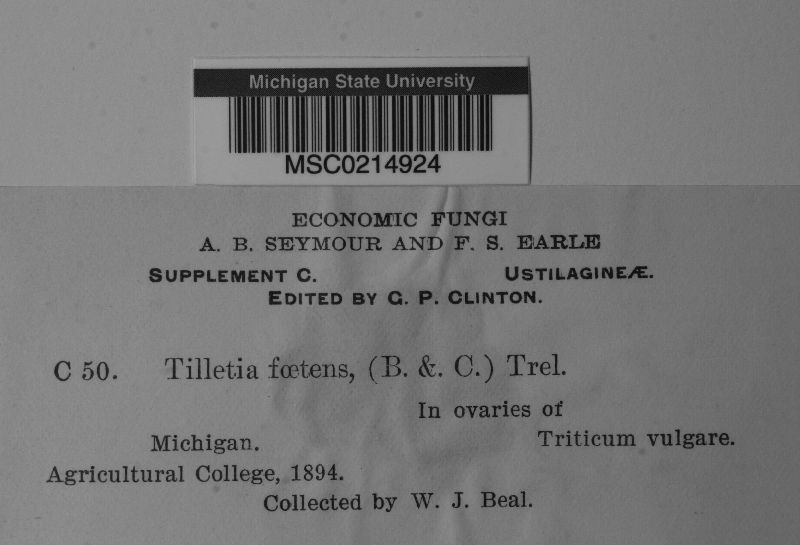 Michigan State University
MSC0214924
ECONOMIC FUNGI
A. B. SEYMOUR AND F. S. EARLE
SUPPLEMENT C. USTILAGINEÆ.
EDITED BY G. P. CLINTON.
C 50. Tilletia fœtens, (B. &. C.) Trel.
In ovaries of
Michigan. Triticum vulgare.
Agricultural College, 1894.
Collected by W. J. Beal.